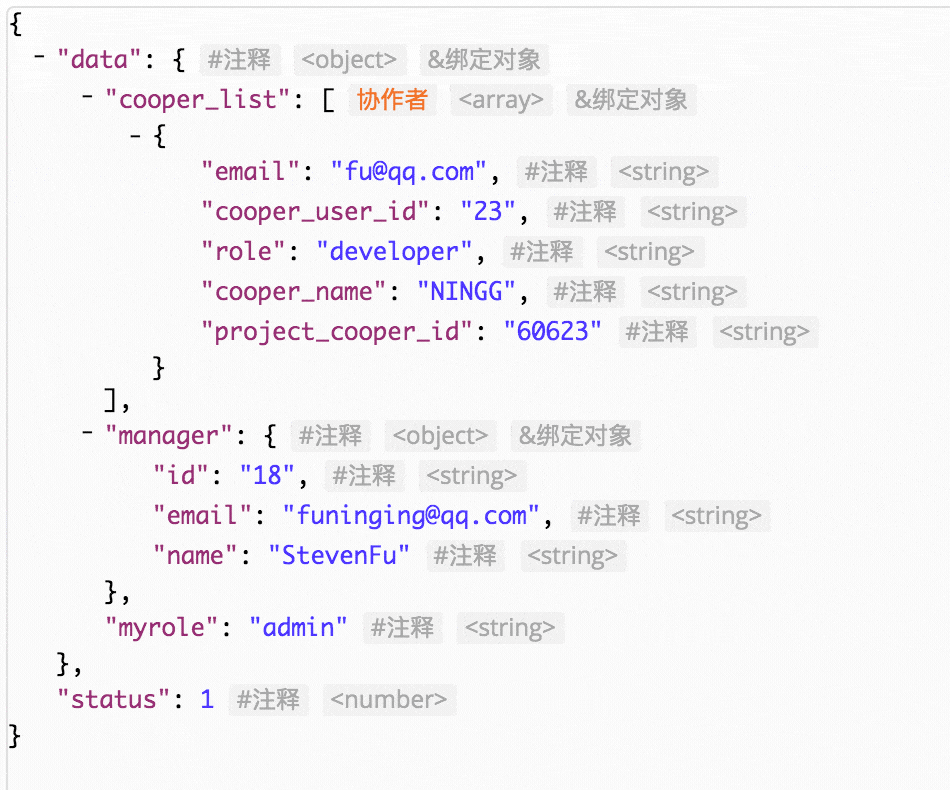 {
- "data": { #注释 <object> &绑定对象
- "cooper_list": [ 协作者 <array> &绑定对象
- {
"email": "fu@qq.com", #注释 <string>
"cooper_user_id": "23", #注释 <string>
"role": "developer", #注释 <string>
"cooper_name": "NINGG", #注释 <string>
"project_cooper_id": "60623" #注释 <string>
}
],
- "manager": { #注释 <object> &绑定对象
"id": "18", #注释 <string>
"email": "funinging@qq.com", #注释 <string>
"name": "StevenFu" #注释 <string>
},
"myrole": "admin" #注释 <string>
},
"status": 1 #注释 <number>
}